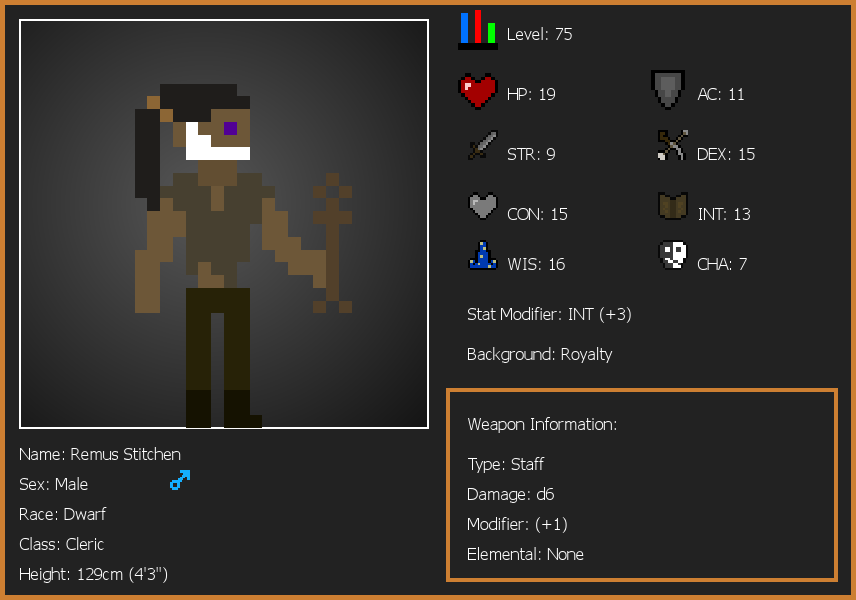 Level: 75
HP: 19
AC: 11
STR: 9
DEX: 15
CON: 15
INT: 13
WIS: 16
CHA: 7
Stat Modifier: INT (+3)
Background: Royalty
Weapon Information:
Type: Staff
Damage: d6
Modifier: (+1)
Elemental: None
Name: Remus Stitchen
Sex: Male
Race: Dwarf
Class: Cleric
Height: 129cm (4'3")